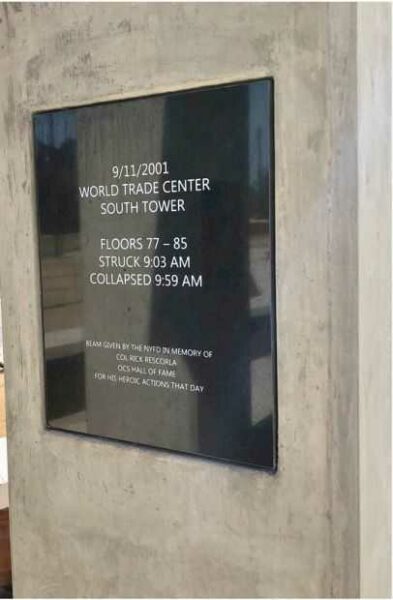 9/11/2001
WORLD TRADE CENTER
SOUTH TOWER
FLOORS 77 – 85
STRUCK 9:03 AM
COLLAPSED 9:59 AM
BEAM GIVEN BY THE NYFD IN MEMORY OF
COL RICK RESCORLA
OCS HALL OF FAME
FOR HIS HEROIC ACTIONS THAT DAY